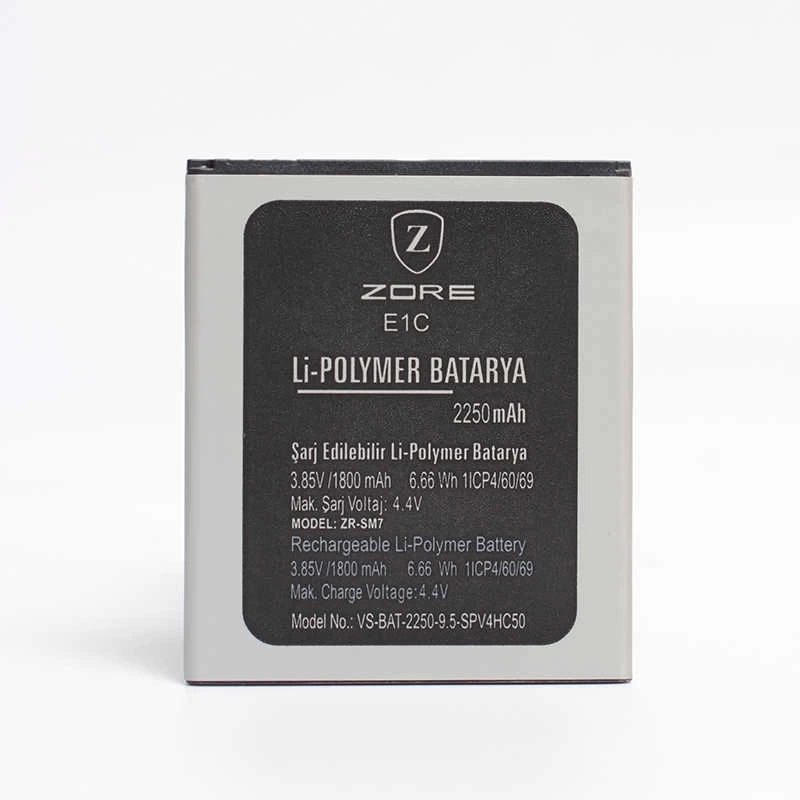 Z
ZORE
E1C
Li-POLYMER BATARYA
2250 mAh
Şarj Edilebilir Li-Polymer Batarya
3.85V /1800 mAh 6.66 Wh 1ICP4/60/69
Mak. Şarj Voltaj: 4.4V
MODEL: ZR-SM7
Rechargeable Li-Polymer Battery
3.85V /1800 mAh 6.66 Wh 1ICP4/60/69
Mak. Charge Voltage: 4.4V
Model No.: VS-BAT-2250-9.5-SPV4HC50